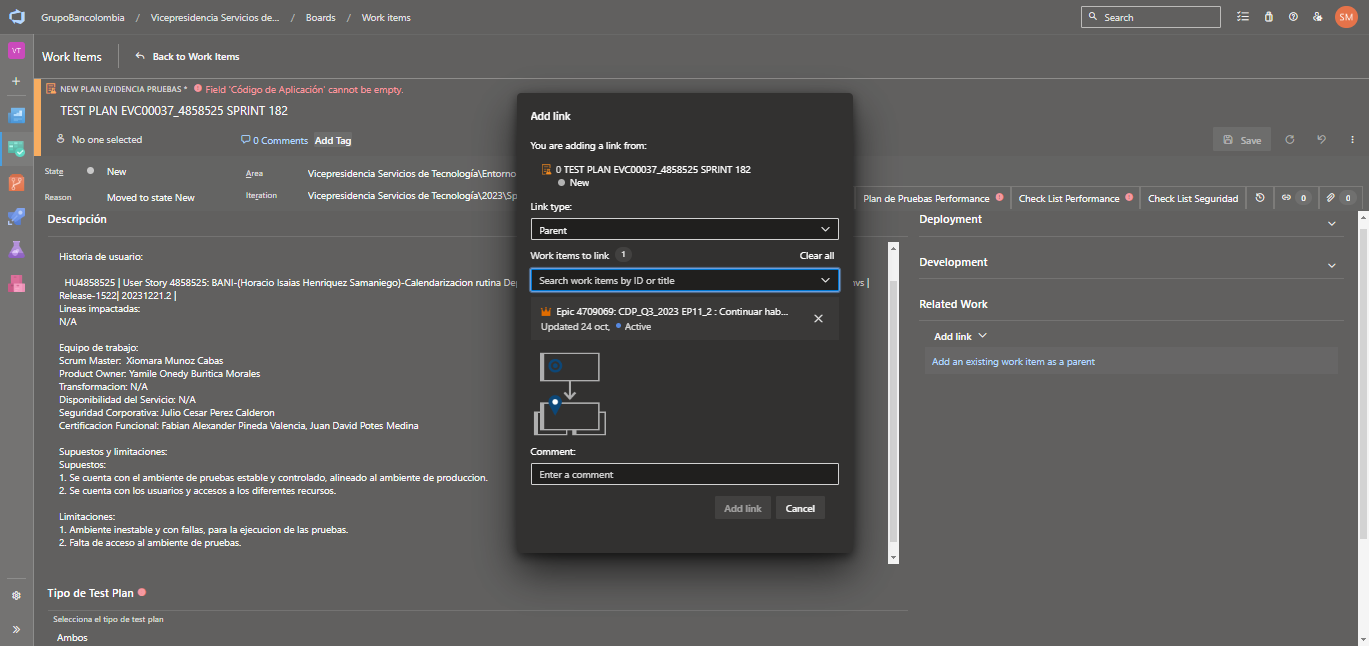 GrupoBancolombia / Vicepresidencia Servicios de... / Boards / Work items
Search
SM
VT
Work Items
Back to Work Items
NEW PLAN EVIDENCIA PRUEBAS * Field 'Código de Aplicación' cannot be empty.
TEST PLAN EVC00037_4858525 SPRINT 182
No one selected
0 Comments
Add Tag
Save
State
New
Area
Vicepresidencia Servicios de Tecnología\Entorno
Reason
Moved to state New
Iteration
Vicepresidencia Servicios de Tecnología\2023\Sp
Plan de Pruebas Performance
Check List Performance
Check List Seguridad
0
0
Descripción
Historia de usuario:
HU4858525 | User Story 4858525: BANI-(Horacio Isaias Henriquez Samaniego)-Calendarizacion rutina De
nvs |
Release-1522| 20231221.2 |
Lineas impactadas:
N/A
Equipo de trabajo:
Scrum Master: Xiomara Munoz Cabas
Product Owner: Yamile Onedy Buritica Morales
Transformacion: N/A
Disponibilidad del Servicio: N/A
Seguridad Corporativa: Julio Cesar Perez Calderon
Certificacion Funcional: Fabian Alexander Pineda Valencia, Juan David Potes Medina
Supuestos y limitaciones:
Supuestos:
1. Se cuenta con el ambiente de pruebas estable y controlado, alineado al ambiente de produccion.
2. Se cuenta con los usuarios y accesos a los diferentes recursos.
Limitaciones:
1. Ambiente inestable y con fallas, para la ejecucion de las pruebas.
2. Falta de acceso al ambiente de pruebas.
Tipo de Test Plan
Selecciona el tipo de test plan
Ambos
Add link
You are adding a link from:
0 TEST PLAN EVC00037_4858525 SPRINT 182
New
Link type:
Parent
Work items to link 1
Clear all
Search work items by ID or title
Epic 4709069: CDP_Q3_2023 EP11_2 : Continuar hab...
Updated 24 oct, Active
Comment:
Enter a comment
Add link
Cancel
Deployment
Development
Related Work
Add link
Add an existing work item as a parent